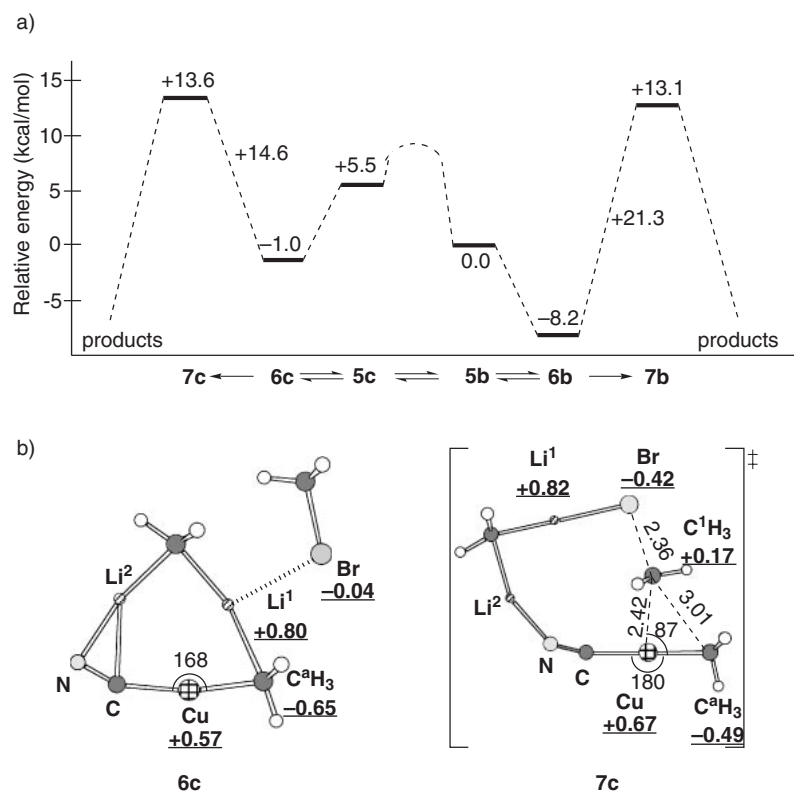 a)
Relative energy (kcal/mol)
15
10
5
0
-5
+13.6
+14.6
−1.0
+5.5
0.0
−8.2
+21.3
+13.1
products
products
7c ← 6c ⇌ 5c ⇌ 5b ⇌ 6b → 7b
b)
Li²
Br
−0.04
Li¹
+0.80
168
N
C
Cu
+0.57
CᵃH₃
−0.65
6c
Li¹
+0.82
Br
−0.42
‡
2.36
C¹H₃
+0.17
Li²
2.42
3.01
87
N
C
180
Cu
+0.67
CᵃH₃
−0.49
7c